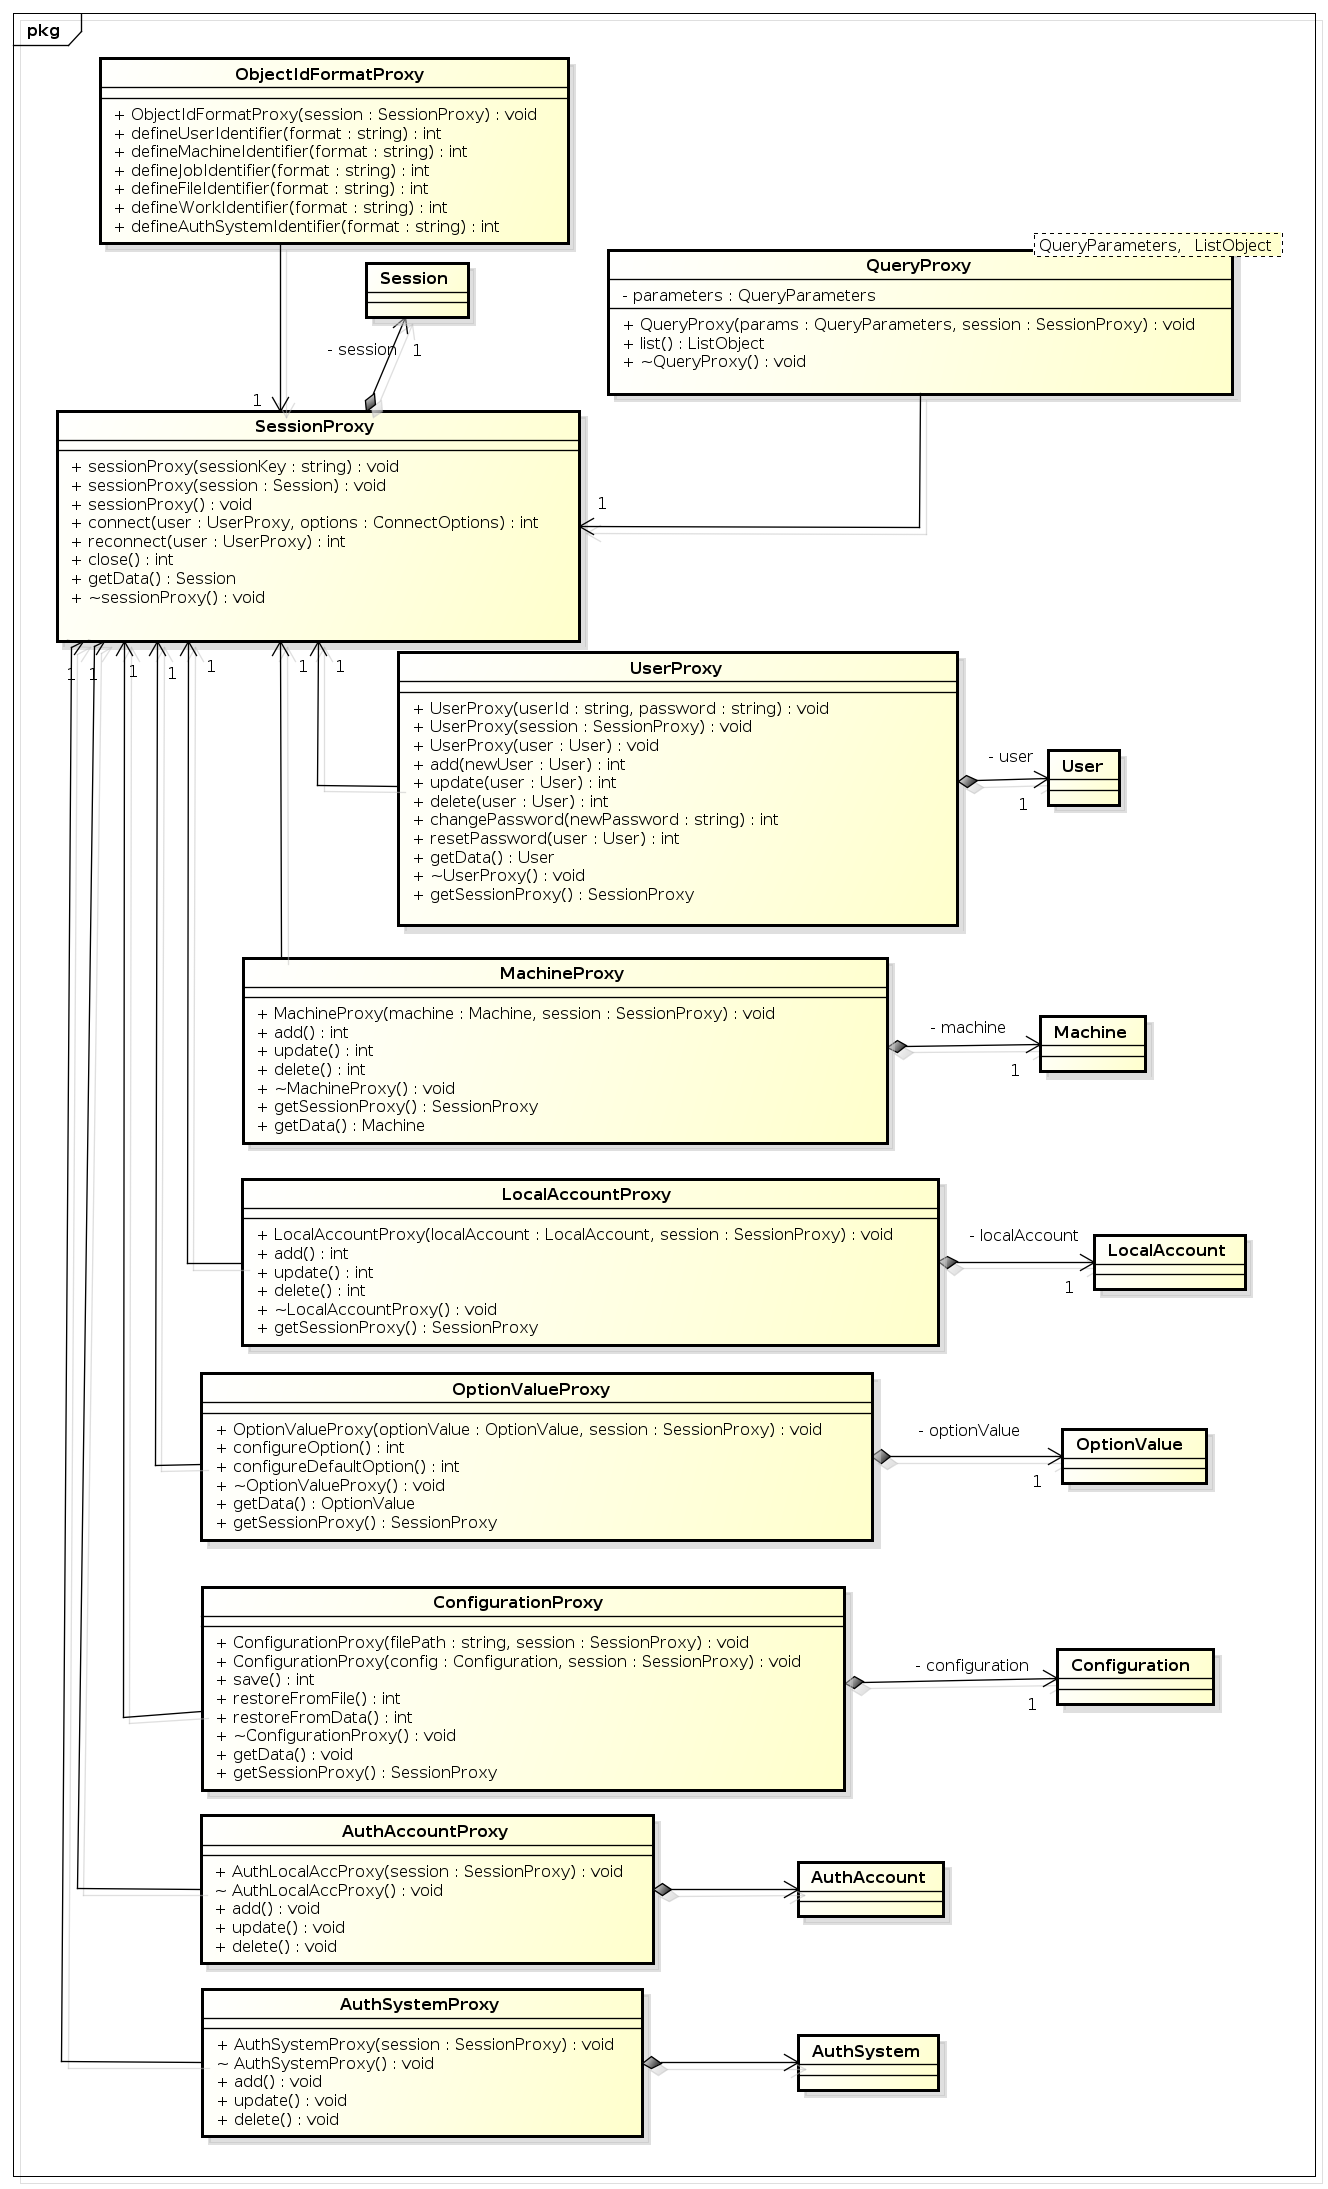 pkg
ObjectIdFormatProxy
+ ObjectIdFormatProxy(session : SessionProxy) : void
+ defineUserIdentifier(format : string) : int
+ defineMachineIdentifier(format : string) : int
+ defineJobIdentifier(format : string) : int
+ defineFileIdentifier(format : string) : int
+ defineWorkIdentifier(format : string) : int
+ defineAuthSystemIdentifier(format : string) : int
QueryParameters, ListObject
QueryProxy
- parameters : QueryParameters
+ QueryProxy(params : QueryParameters, session : SessionProxy) : void
+ list() : ListObject
+ ~QueryProxy() : void
Session
- session
1
1
SessionProxy
+ sessionProxy(sessionKey : string) : void
+ sessionProxy(session : Session) : void
+ sessionProxy() : void
+ connect(user : UserProxy, options : ConnectOptions) : int
+ reconnect(user : UserProxy) : int
+ close() : int
+ getData() : Session
+ ~sessionProxy() : void
1
1
1
1
1
1
1
1
UserProxy
+ UserProxy(userId : string, password : string) : void
+ UserProxy(session : SessionProxy) : void
+ UserProxy(user : User) : void
+ add(newUser : User) : int
+ update(user : User) : int
+ delete(user : User) : int
+ changePassword(newPassword : string) : int
+ resetPassword(user : User) : int
+ getData() : User
+ ~UserProxy() : void
+ getSessionProxy() : SessionProxy
- user
1
User
MachineProxy
+ MachineProxy(machine : Machine, session : SessionProxy) : void
+ add() : int
+ update() : int
+ delete() : int
+ ~MachineProxy() : void
+ getSessionProxy() : SessionProxy
+ getData() : Machine
- machine
1
Machine
LocalAccountProxy
+ LocalAccountProxy(localAccount : LocalAccount, session : SessionProxy) : void
+ add() : int
+ update() : int
+ delete() : int
+ ~LocalAccountProxy() : void
+ getSessionProxy() : SessionProxy
- localAccount
1
LocalAccount
OptionValueProxy
+ OptionValueProxy(optionValue : OptionValue, session : SessionProxy) : void
+ configureOption() : int
+ configureDefaultOption() : int
+ ~OptionValueProxy() : void
+ getData() : OptionValue
+ getSessionProxy() : SessionProxy
- optionValue
1
OptionValue
ConfigurationProxy
+ ConfigurationProxy(filePath : string, session : SessionProxy) : void
+ ConfigurationProxy(config : Configuration, session : SessionProxy) : void
+ save() : int
+ restoreFromFile() : int
+ restoreFromData() : int
+ ~ConfigurationProxy() : void
+ getData() : void
+ getSessionProxy() : SessionProxy
- configuration
1
Configuration
AuthAccountProxy
+ AuthLocalAccProxy(session : SessionProxy) : void
~ AuthLocalAccProxy() : void
+ add() : void
+ update() : void
+ delete() : void
AuthAccount
AuthSystemProxy
+ AuthSystemProxy(session : SessionProxy) : void
~ AuthSystemProxy() : void
+ add() : void
+ update() : void
+ delete() : void
AuthSystem